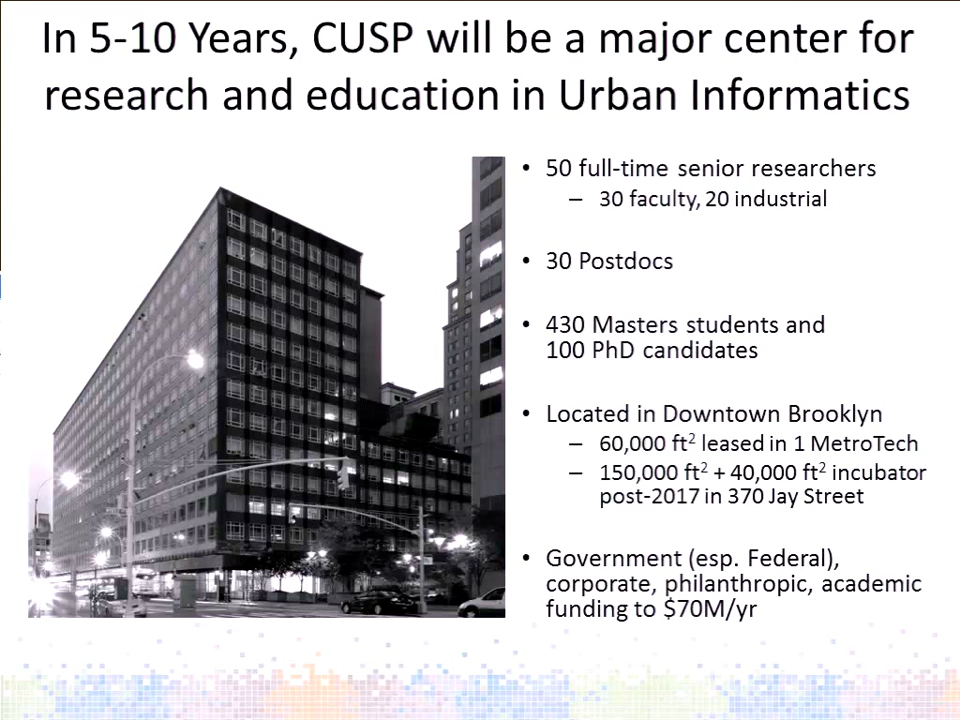 In 5-10 Years, CUSP will be a major center for
research and education in Urban Informatics
• 50 full-time senior researchers
– 30 faculty, 20 industrial
• 30 Postdocs
• 430 Masters students and
100 PhD candidates
• Located in Downtown Brooklyn
– 60,000 ft² leased in 1 MetroTech
– 150,000 ft² + 40,000 ft² incubator
post-2017 in 370 Jay Street
• Government (esp. Federal),
corporate, philanthropic, academic
funding to $70M/yr